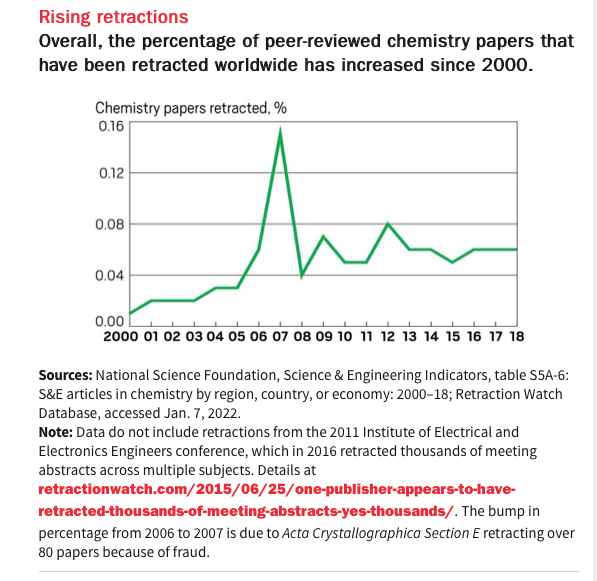 Rising retractions
Overall, the percentage of peer-reviewed chemistry papers that
have been retracted worldwide has increased since 2000.
Chemistry papers retracted, %
0.16
0.12
0.08
0.04
0.00
2000 01 02 03 04 05 06 07 08 09 10 11 12 13 14 15 16 17 18
Sources: National Science Foundation, Science & Engineering Indicators, table S5A-6:
S&E articles in chemistry by region, country, or economy: 2000–18; Retraction Watch
Database, accessed Jan. 7, 2022.
Note: Data do not include retractions from the 2011 Institute of Electrical and
Electronics Engineers conference, which in 2016 retracted thousands of meeting
abstracts across multiple subjects. Details at
retractionwatch.com/2015/06/25/one-publisher-appears-to-have-
retracted-thousands-of-meeting-abstracts-yes-thousands/. The bump in
percentage from 2006 to 2007 is due to Acta Crystallographica Section E retracting over
80 papers because of fraud.